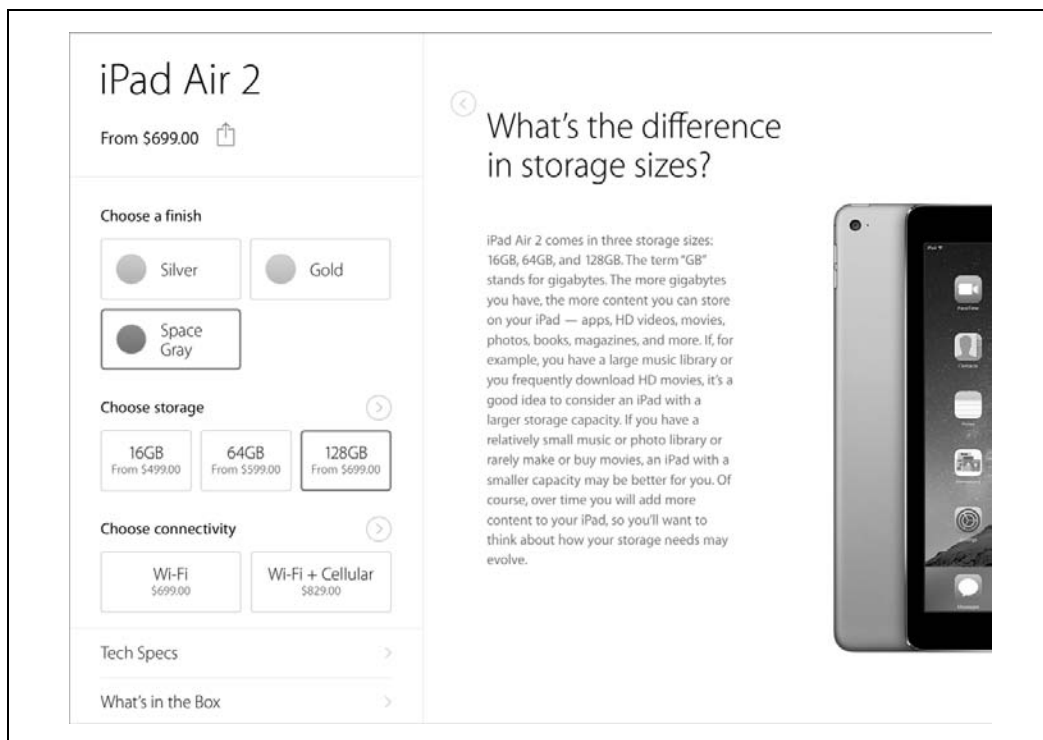 iPad Air 2
From $699.00
Choose a finish
Silver
Gold
Space
Gray
Choose storage
16GB
From $499.00
64GB
From $599.00
128GB
From $699.00
Choose connectivity
Wi-Fi
$699.00
Wi-Fi + Cellular
$829.00
Tech Specs
What's in the Box
What's the difference
in storage sizes?
iPad Air 2 comes in three storage sizes:
16GB, 64GB, and 128GB. The term "GB"
stands for gigabytes. The more gigabytes
you have, the more content you can store
on your iPad — apps, HD videos, movies,
photos, books, magazines, and more. If, for
example, you have a large music library or
you frequently download HD movies, it's a
good idea to consider an iPad with a
larger storage capacity. If you have a
relatively small music or photo library or
rarely make or buy movies, an iPad with a
smaller capacity may be better for you. Of
course, over time you will add more
content to your iPad, so you'll want to
think about how your storage needs may
evolve.
iPad
FaceTime
Contacts
Messages